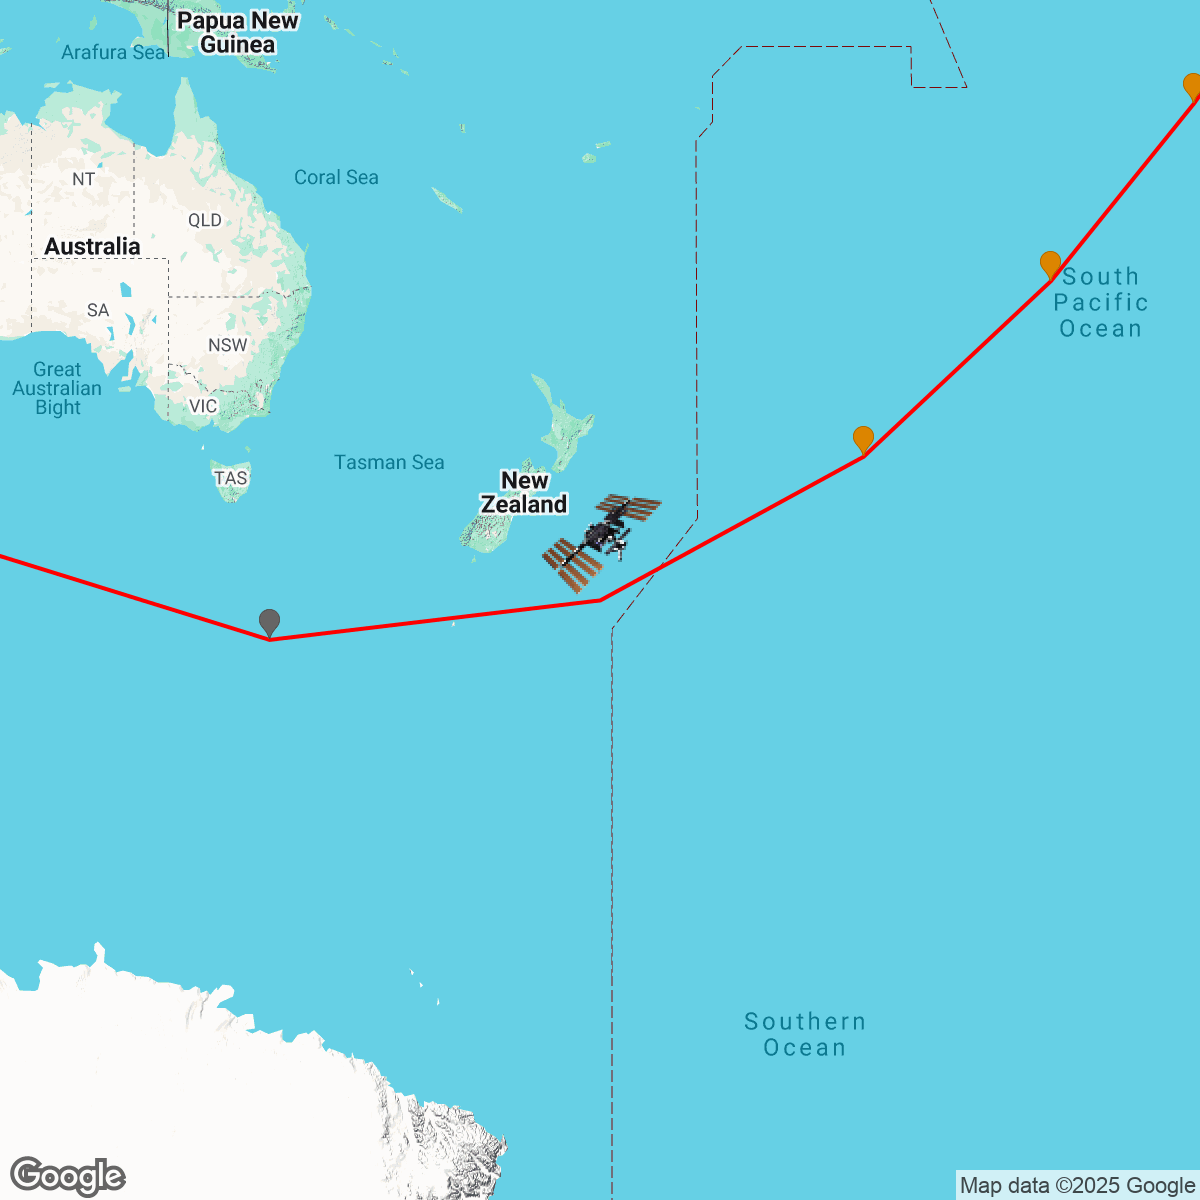 Papua New
Guinea
Arafura Sea
Coral Sea
NT
QLD
Australia
South
Pacific
Ocean
SA
NSW
Great
Australian
Bight
VIC
Tasman Sea
TAS
New
Zealand
Southern
Ocean
Google
Map data ©2025 Google